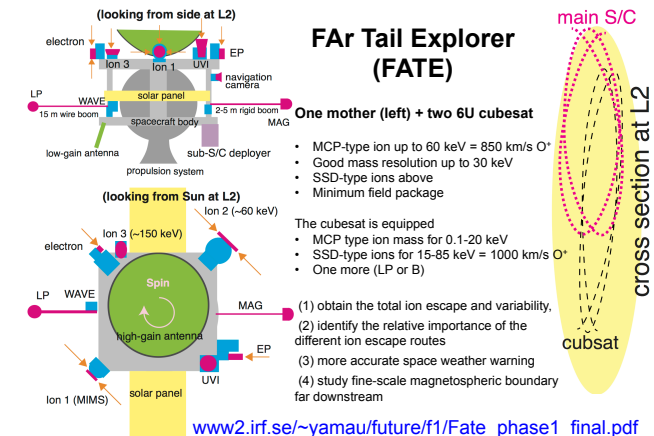 (looking from side at L2)
electron
Ion 3
Ion 1
UVI
EP
navigation
camera
LP
WAVE
solar panel
15 m wire boom
2-5 m rigid boom
spacecraft body
MAG
low-gain antenna
sub-S/C deployer
propulsion system
(looking from Sun at L2)
Ion 2 (~60 keV)
Ion 3 (~150 keV)
electron
Spin
LP
WAVE
MAG
high-gain antenna
EP
UVI
Ion 1 (MIMS)
solar panel
FAr Tail Explorer
(FATE)
One mother (left) + two 6U cubesat
• MCP-type ion up to 60 keV = 850 km/s O⁺
• Good mass resolution up to 30 keV
• SSD-type ions above
• Minimum field package
The cubesat is equipped
• MCP type ion mass for 0.1-20 keV
• SSD-type ions for 15-85 keV = 1000 km/s O⁺
• One more (LP or B)
(1) obtain the total ion escape and variability,
(2) identify the relative importance of the
different ion escape routes
(3) more accurate space weather warning
(4) study fine-scale magnetospheric boundary
far downstream
main S/C
cross section at L2
cubsat
www2.irf.se/~yamau/future/f1/Fate_phase1_final.pdf